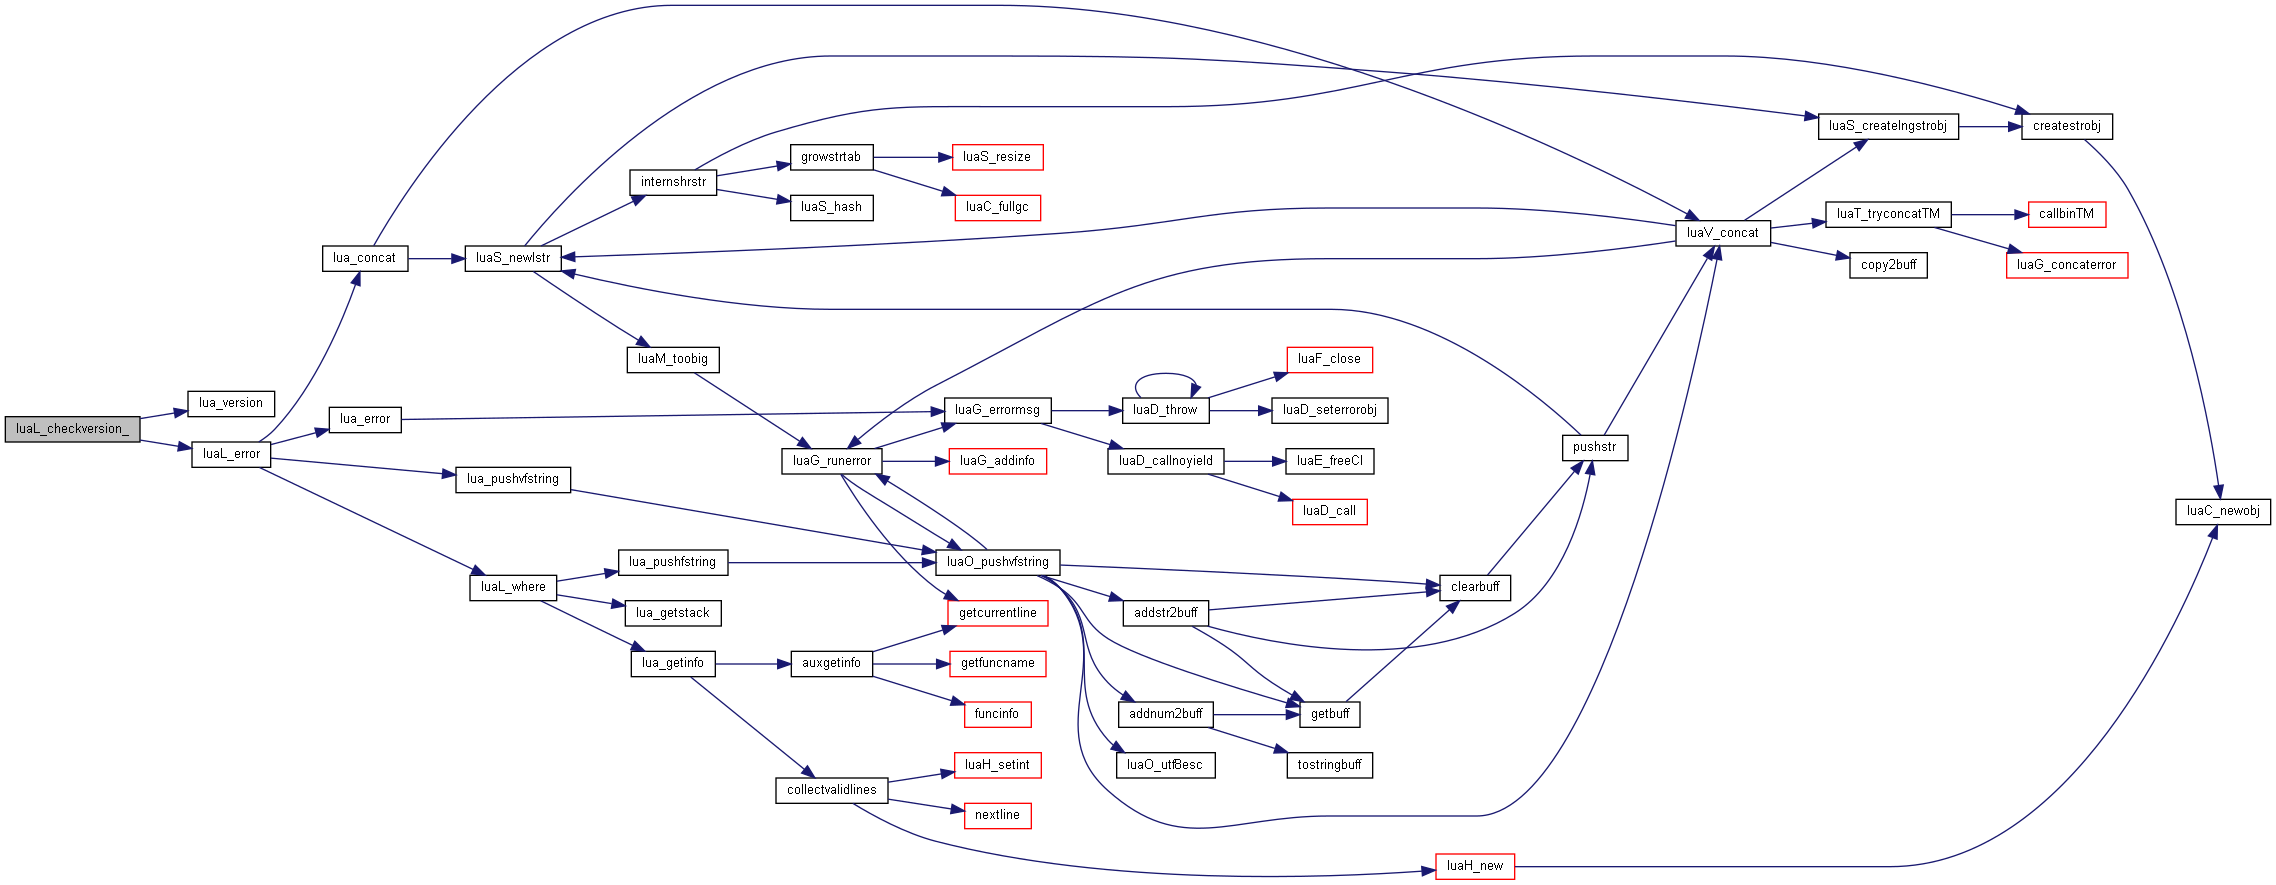 luaL_checkversion_
lua_version
luaL_error
lua_concat
lua_error
lua_pushvfstring
luaL_where
luaS_newlstr
internshrstr
growstrtab
luaS_hash
luaS_resize
luaC_fullgc
luaM_toobig
luaG_runerror
luaG_errormsg
luaG_addinfo
luaD_throw
luaD_callnoyield
luaF_close
luaD_seterrorobj
luaE_freeCI
luaD_call
lua_pushfstring
lua_getstack
lua_getinfo
luaO_pushvfstring
getcurrentline
auxgetinfo
getfuncname
funcinfo
collectvalidlines
luaH_setint
nextline
luaH_new
addstr2buff
addnum2buff
luaO_utf8esc
getbuff
tostringbuff
clearbuff
pushstr
luaV_concat
luaS_createlngstrobj
luaT_tryconcatTM
copy2buff
createstrobj
callbinTM
luaG_concaterror
luaC_newobj